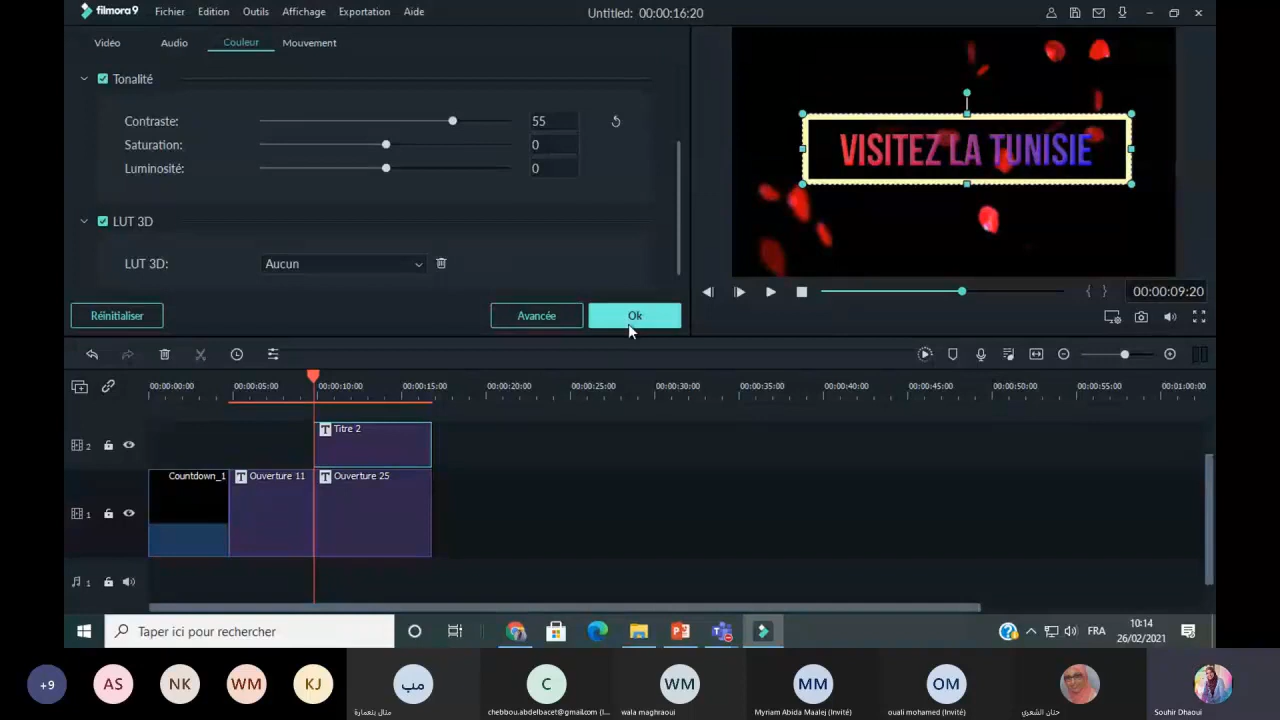 filmora9 Fichier Edition Outils Affichage Exportation Aide Untitled: 00:00:16:20
Vidéo Audio Couleur Mouvement
Tonalité
Contraste: 55
Saturation: 0
Luminosité: 0
LUT 3D
LUT 3D: Aucun
Réinitialiser Avancée Ok
VISITEZ LA TUNISIE
00:00:09:20
00:00:00:00 00:00:05:00 00:00:10:00 00:00:15:00 00:00:20:00 00:00:25:00 00:00:30:00 00:00:35:00 00:00:40:00 00:00:45:00 00:00:50:00 00:00:55:00 00:01:00:00
2 T Titre 2
Countdown_1 T Ouverture 11 T Ouverture 25
1
1
Taper ici pour rechercher
FRA 10:14
26/02/2021
+9 AS NK WM KJ مب C WM MM OM
منال بنعمارة chebbou.abdelbacet@gmail.com (I... wala maghraoui Myriam Abida Maalej (Invité) ouali mohamed (Invité) حنان الشعري Souhir Dhaoui